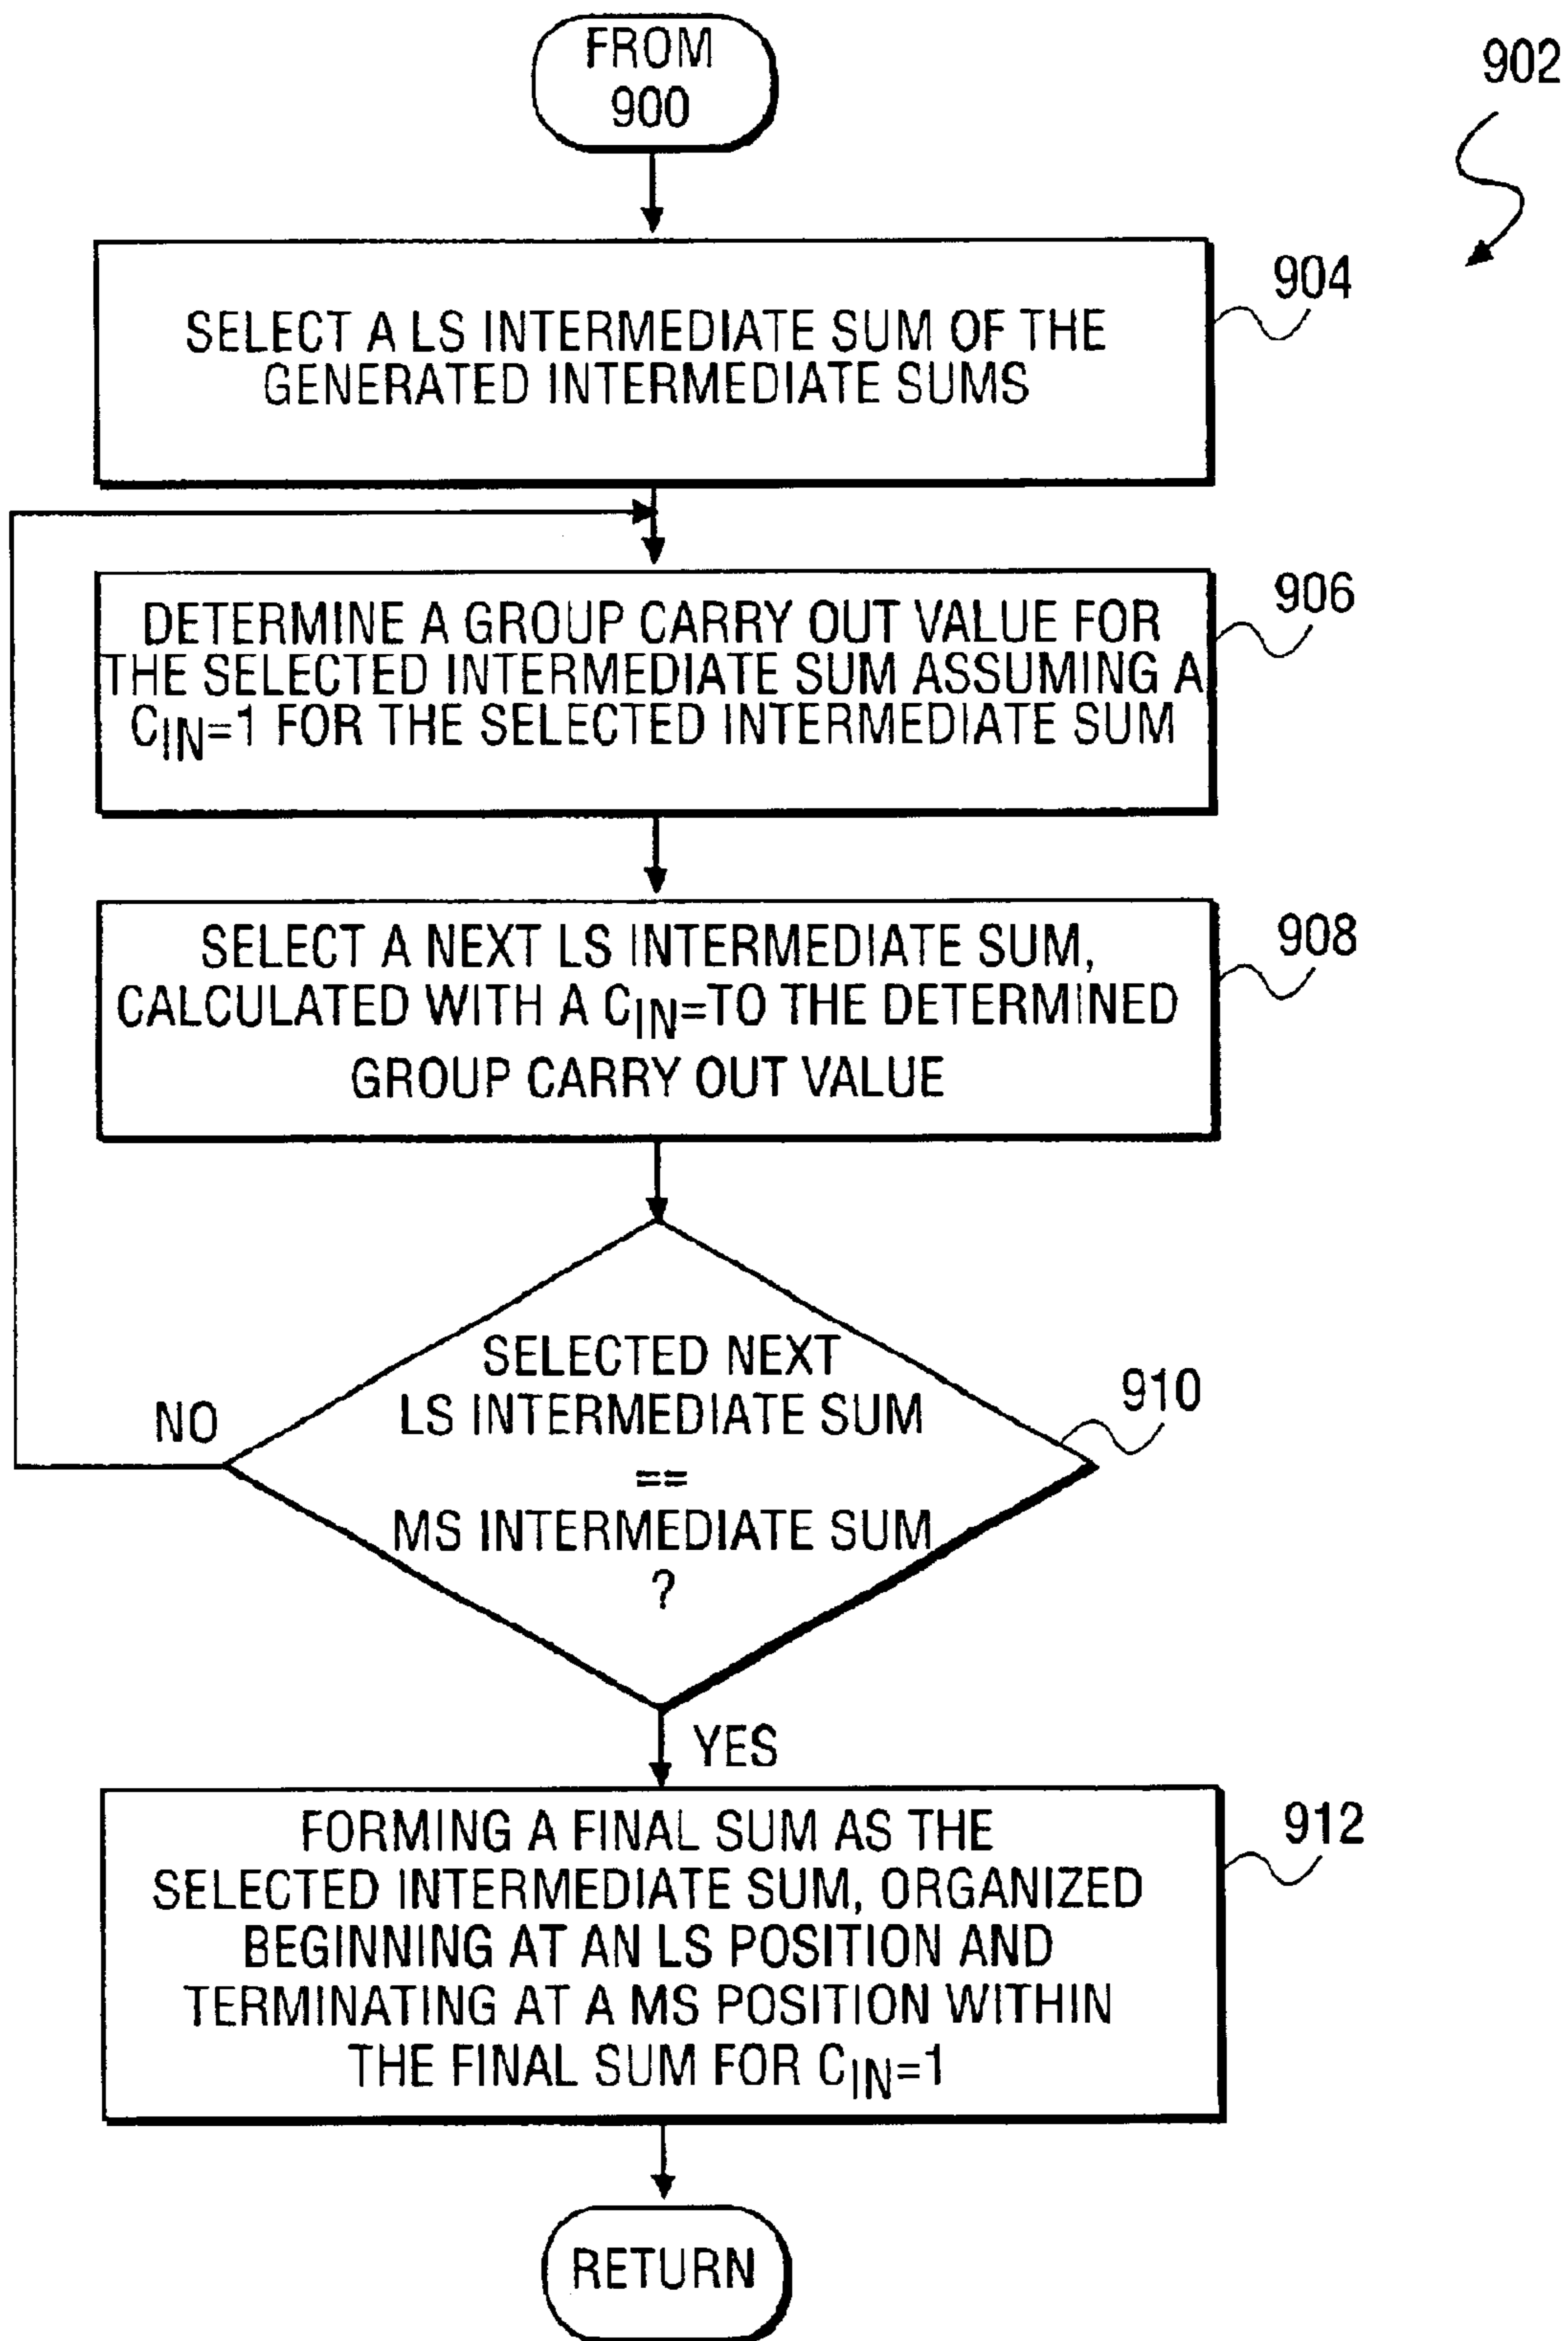 FROM
900
902
904
SELECT A LS INTERMEDIATE SUM OF THE
GENERATED INTERMEDIATE SUMS
906
DETERMINE A GROUP CARRY OUT VALUE FOR
THE SELECTED INTERMEDIATE SUM ASSUMING A
CIN=1 FOR THE SELECTED INTERMEDIATE SUM
908
SELECT A NEXT LS INTERMEDIATE SUM,
CALCULATED WITH A CIN=TO THE DETERMINED
GROUP CARRY OUT VALUE
910
SELECTED NEXT
LS INTERMEDIATE SUM
==
MS INTERMEDIATE SUM
?
NO
YES
912
FORMING A FINAL SUM AS THE
SELECTED INTERMEDIATE SUM, ORGANIZED
BEGINNING AT AN LS POSITION AND
TERMINATING AT A MS POSITION WITHIN
THE FINAL SUM FOR CIN=1
RETURN